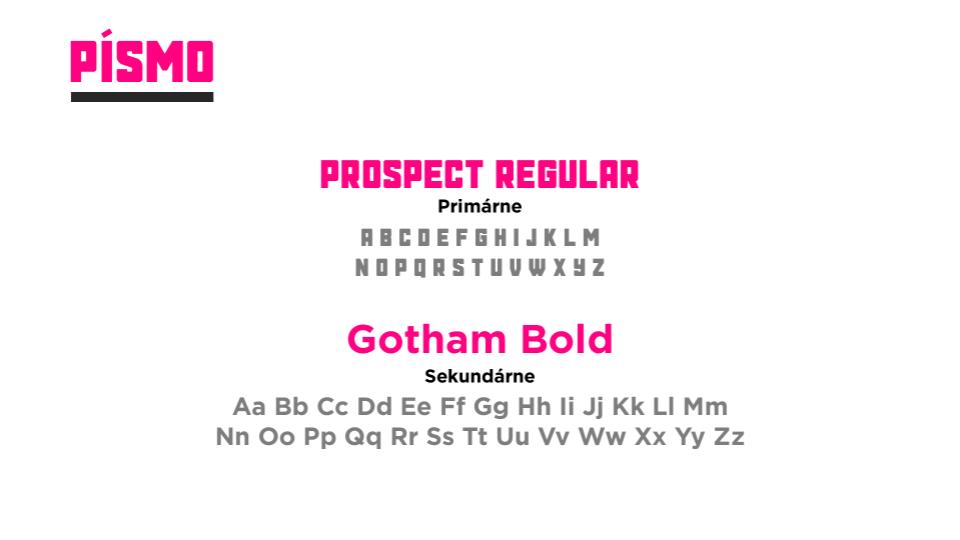 PÍSMO
PROSPECT REGULAR
Primárne
A B C D E F G H I J K L M
N O P Q R S T U V W X Y Z
Gotham Bold
Sekundárne
Aa Bb Cc Dd Ee Ff Gg Hh Ii Jj Kk Ll Mm
Nn Oo Pp Qq Rr Ss Tt Uu Vv Ww Xx Yy Zz